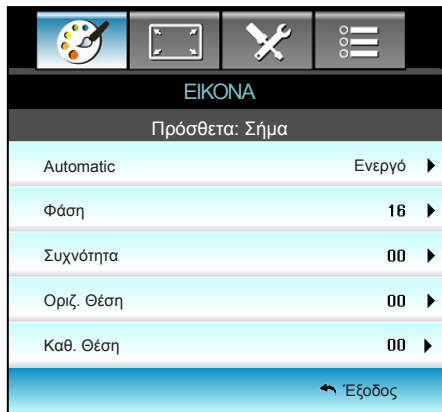 ΕΙΚΟΝΑ
Πρόσθετα: Σήμα
Automatic Ενεργό
Φάση 16
Συχνότητα 00
Οριζ. Θέση 00
Καθ. Θέση 00
Έξοδος